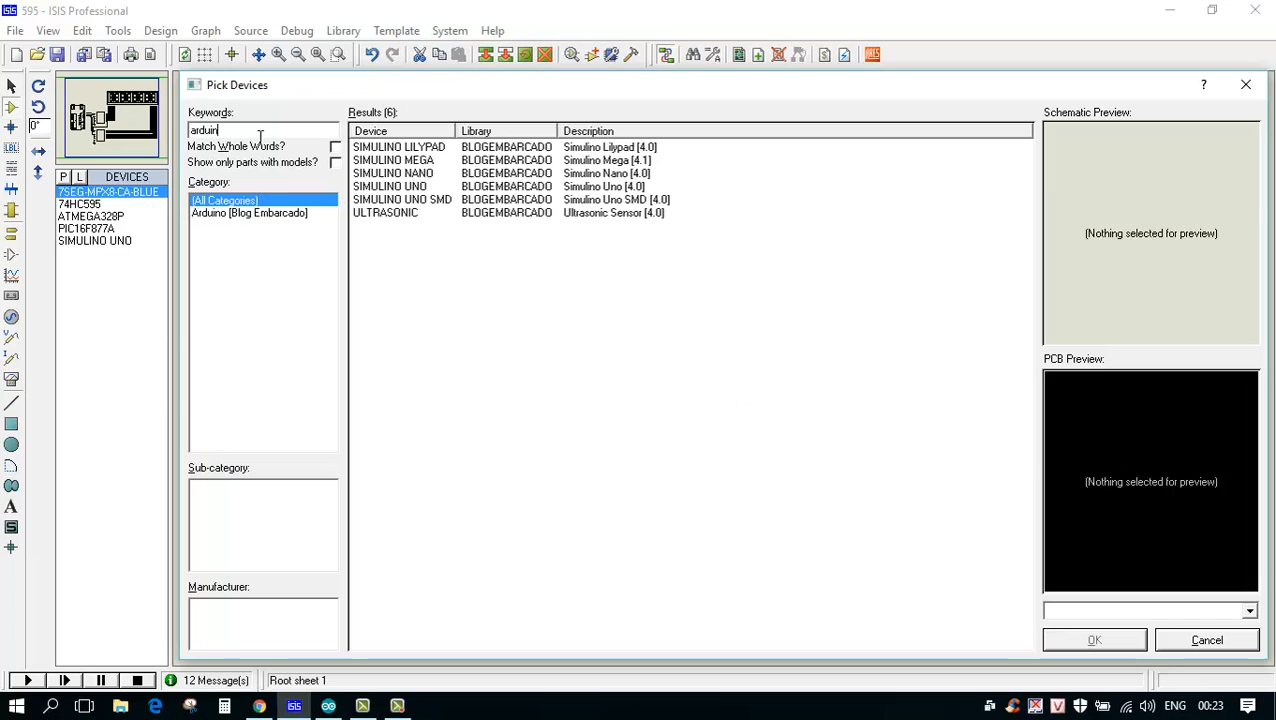 595 - ISIS Professional
File View Edit Tools Design Graph Source Debug Library Template System Help
Pick Devices
Keywords:
arduin
Match Whole Words?
Show only parts with models?
Category:
(All Categories)
Arduino [Blog Embarcado]
Sub-category:
Manufacturer:
Results (6):
Device Library Description
SIMULINO LILYPAD BLOGEMBARCADO Simulino Lilypad [4.0]
SIMULINO MEGA BLOGEMBARCADO Simulino Mega [4.1]
SIMULINO NANO BLOGEMBARCADO Simulino Nano [4.0]
SIMULINO UNO BLOGEMBARCADO Simulino Uno [4.0]
SIMULINO UNO SMD BLOGEMBARCADO Simulino Uno SMD [4.0]
ULTRASONIC BLOGEMBARCADO Ultrasonic Sensor [4.0]
Schematic Preview:
(Nothing selected for preview)
PCB Preview:
(Nothing selected for preview)
OK Cancel
0°
LBL
P L DEVICES
7SEG-MPX8-CA-BLUE
74HC595
ATMEGA328P
PIC16F877A
SIMULINO UNO
A
S
12 Message(s) Root sheet 1
ENG 00:23